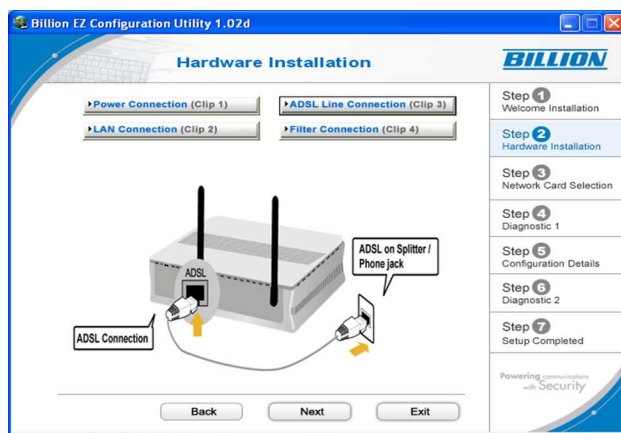 Billion EZ Configuration Utility 1.02d
Hardware Installation
BILLION
Power Connection (Clip 1)
ADSL Line Connection (Clip 3)
LAN Connection (Clip 2)
Filter Connection (Clip 4)
ADSL
ADSL on Splitter /
Phone jack
ADSL Connection
Step 1
Welcome Installation
Step 2
Hardware Installation
Step 3
Network Card Selection
Step 4
Diagnostic 1
Step 5
Configuration Details
Step 6
Diagnostic 2
Step 7
Setup Completed
Powering communications
with Security
Back
Next
Exit